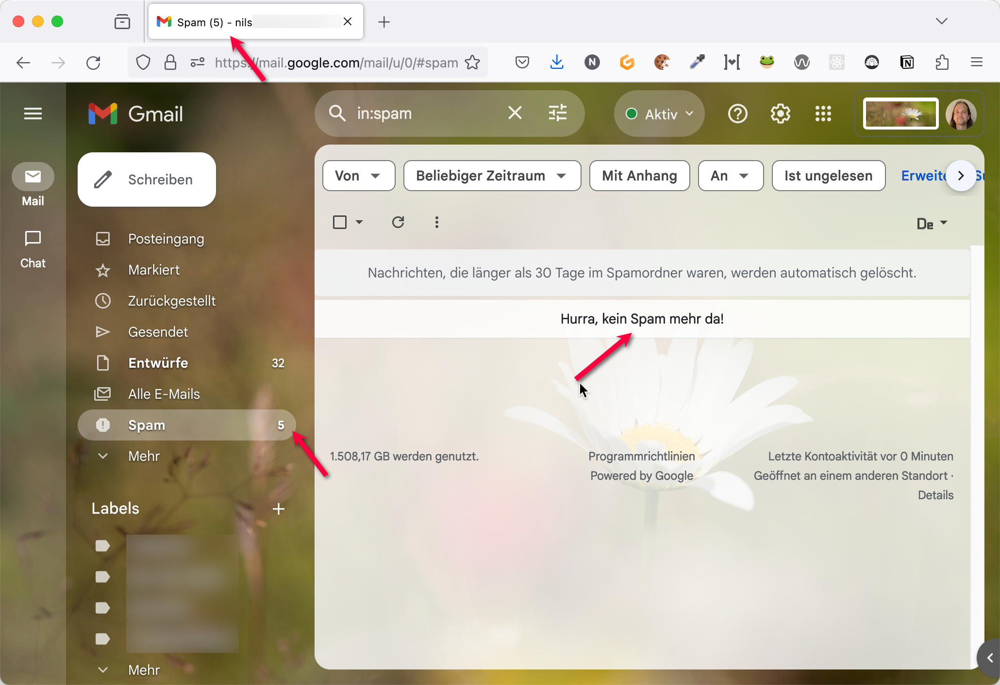 Spam (5) - nils
https://mail.google.com/mail/u/0/#spam
Gmail
in:spam
Aktiv
Mail
Chat
Schreiben
Posteingang
Markiert
Zurückgestellt
Gesendet
Entwürfe 32
Alle E-Mails
Spam 5
Mehr
Labels
Mehr
Von
Beliebiger Zeitraum
Mit Anhang
An
Ist ungelesen
De
Nachrichten, die länger als 30 Tage im Spamordner waren, werden automatisch gelöscht.
Hurra, kein Spam mehr da!
1.508,17 GB werden genutzt.
Programmrichtlinien
Powered by Google
Letzte Kontoaktivität vor 0 Minuten
Geöffnet an einem anderen Standort ·
Details